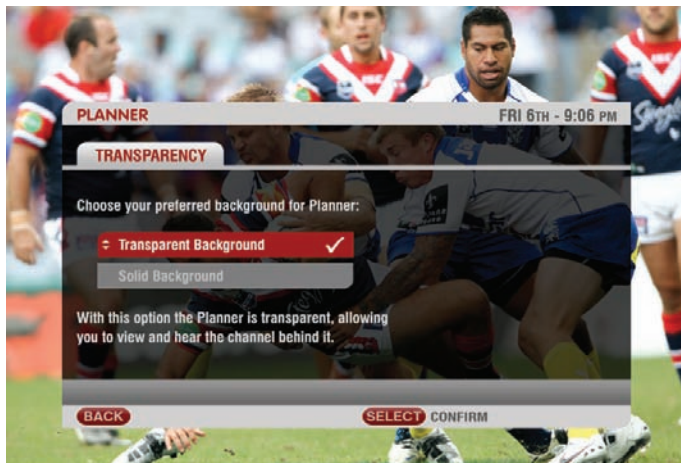 PLANNER
FRI 6TH - 9:06 PM
TRANSPARENCY
Choose your preferred background for Planner:
Transparent Background
Solid Background
With this option the Planner is transparent, allowing
you to view and hear the channel behind it.
BACK
SELECT CONFIRM